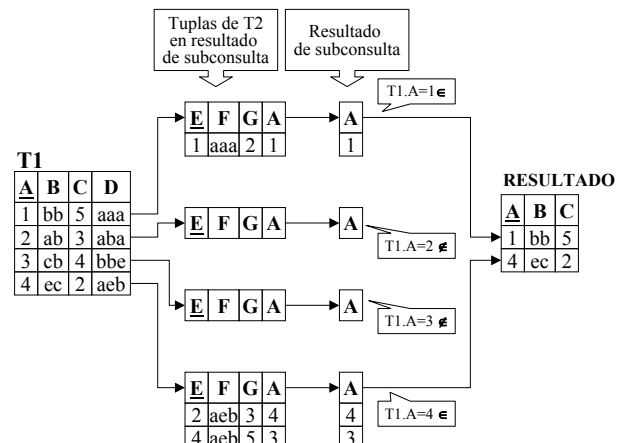 Tuplas de T2
en resultado
de subconsulta
Resultado
de subconsulta
T1.A=1 ∈
E F G A
1 aaa 2 1
A
1
T1
A B C D
1 bb 5 aaa
2 ab 3 aba
3 cb 4 bbe
4 ec 2 aeb
E F G A
A
T1.A=2 ∉
E F G A
A
T1.A=3 ∉
E F G A
2 aeb 3 4
4 aeb 5 3
A
4
3
T1.A=4 ∈
RESULTADO
A B C
1 bb 5
4 ec 2